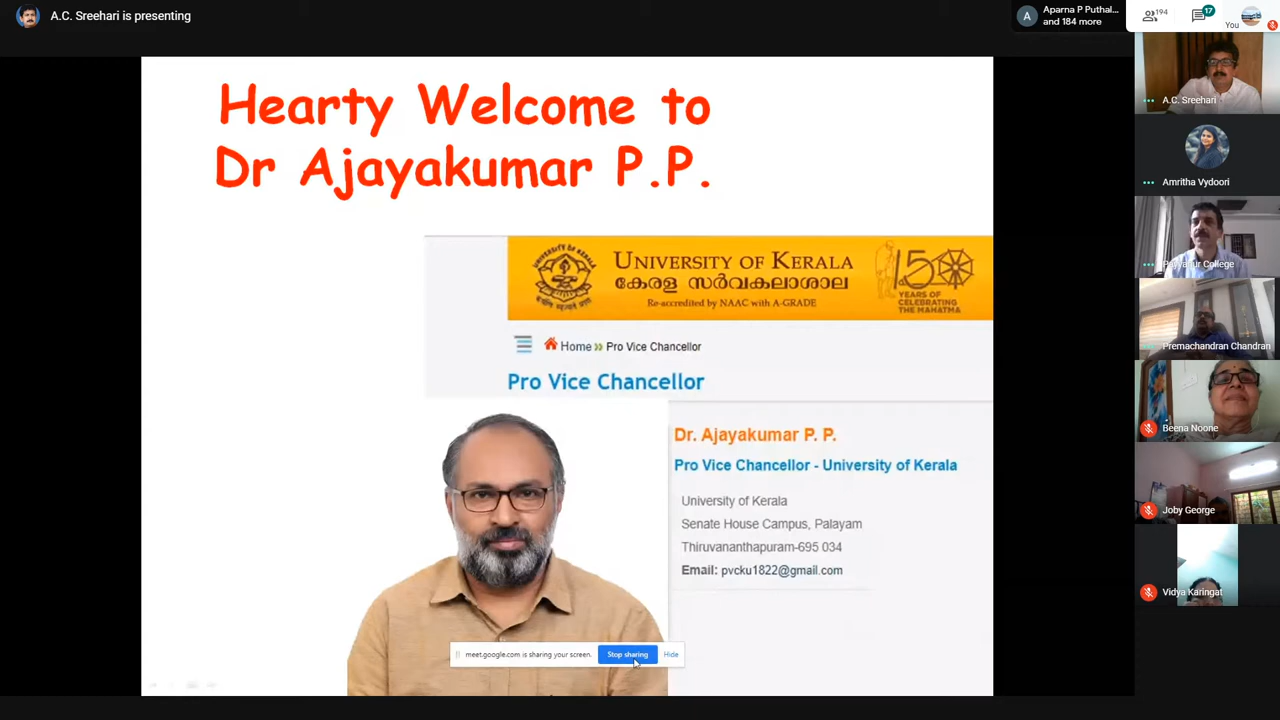 A.C. Sreehari is presenting
A
Aparna P Puthal...
and 184 more
194
17
You
Hearty Welcome to
Dr Ajayakumar P.P.
UNIVERSITY OF KERALA
കേരള സർവകലാശാല
Re-accredited by NAAC with A-GRADE
150
YEARS OF
CELEBRATING
THE MAHATMA
Home » Pro Vice Chancellor
Pro Vice Chancellor
Dr. Ajayakumar P. P.
Pro Vice Chancellor - University of Kerala
University of Kerala
Senate House Campus, Palayam
Thiruvananthapuram-695 034
Email: pvcku1822@gmail.com
meet.google.com is sharing your screen.
Stop sharing
Hide
A.C. Sreehari
Amritha Vydoori
Payyanur College
Premachandran Chandran
Beena Noone
Joby George
Vidya Karingat